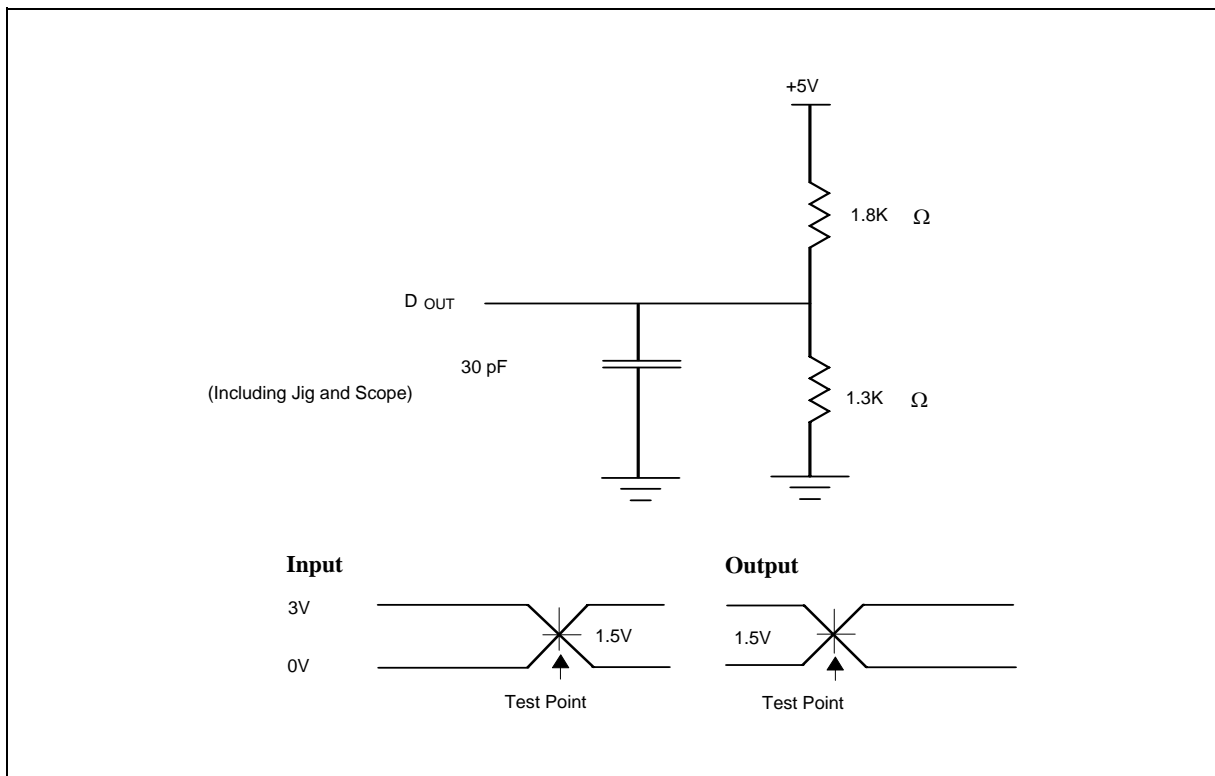 +5V
1.8K Ω
D OUT
30 pF
(Including Jig and Scope)
1.3K Ω
Input
Output
3V
1.5V
1.5V
0V
Test Point
Test Point